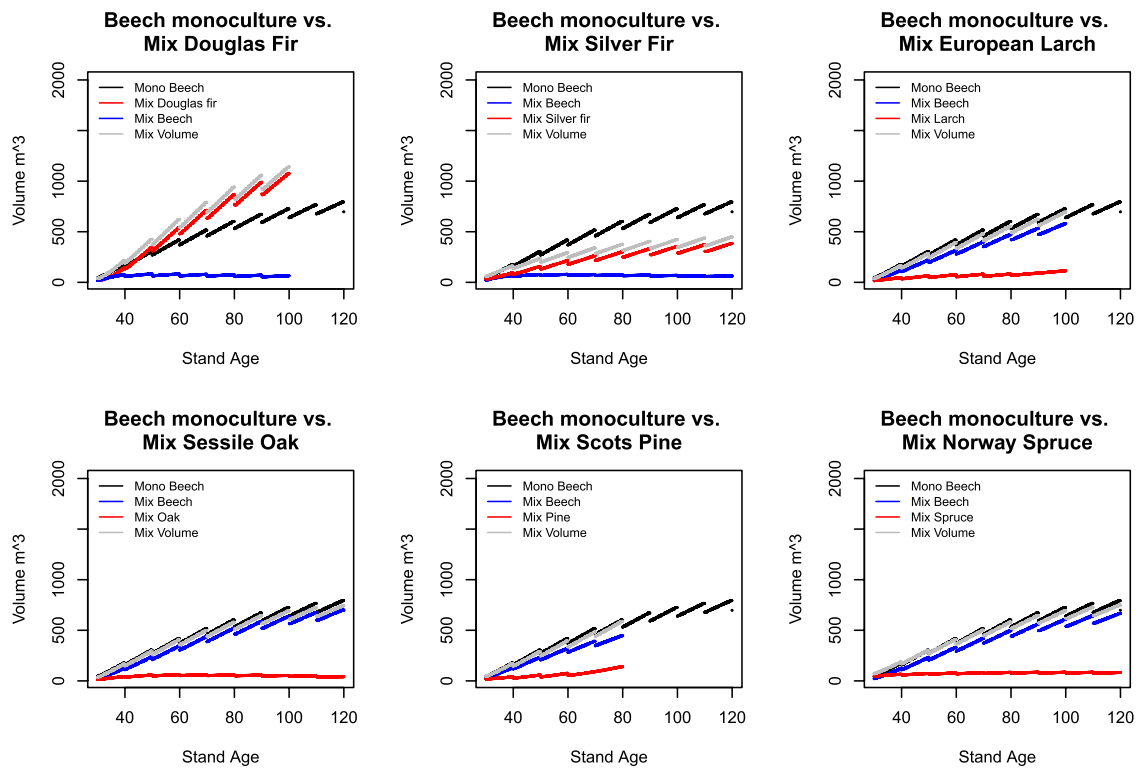 Beech monoculture vs.
Mix Douglas Fir
2000
1000
500
0
Volume m^3
Mono Beech
Mix Douglas fir
Mix Beech
Mix Volume
40 60 80 100 120
Stand Age
Beech monoculture vs.
Mix Silver Fir
2000
1000
500
0
Volume m^3
Mono Beech
Mix Beech
Mix Silver fir
Mix Volume
40 60 80 100 120
Stand Age
Beech monoculture vs.
Mix European Larch
2000
1000
500
0
Volume m^3
Mono Beech
Mix Beech
Mix Larch
Mix Volume
40 60 80 100 120
Stand Age
Beech monoculture vs.
Mix Sessile Oak
2000
1000
500
0
Volume m^3
Mono Beech
Mix Beech
Mix Oak
Mix Volume
40 60 80 100 120
Stand Age
Beech monoculture vs.
Mix Scots Pine
2000
1000
500
0
Volume m^3
Mono Beech
Mix Beech
Mix Pine
Mix Volume
40 60 80 100 120
Stand Age
Beech monoculture vs.
Mix Norway Spruce
2000
1000
500
0
Volume m^3
Mono Beech
Mix Beech
Mix Spruce
Mix Volume
40 60 80 100 120
Stand Age